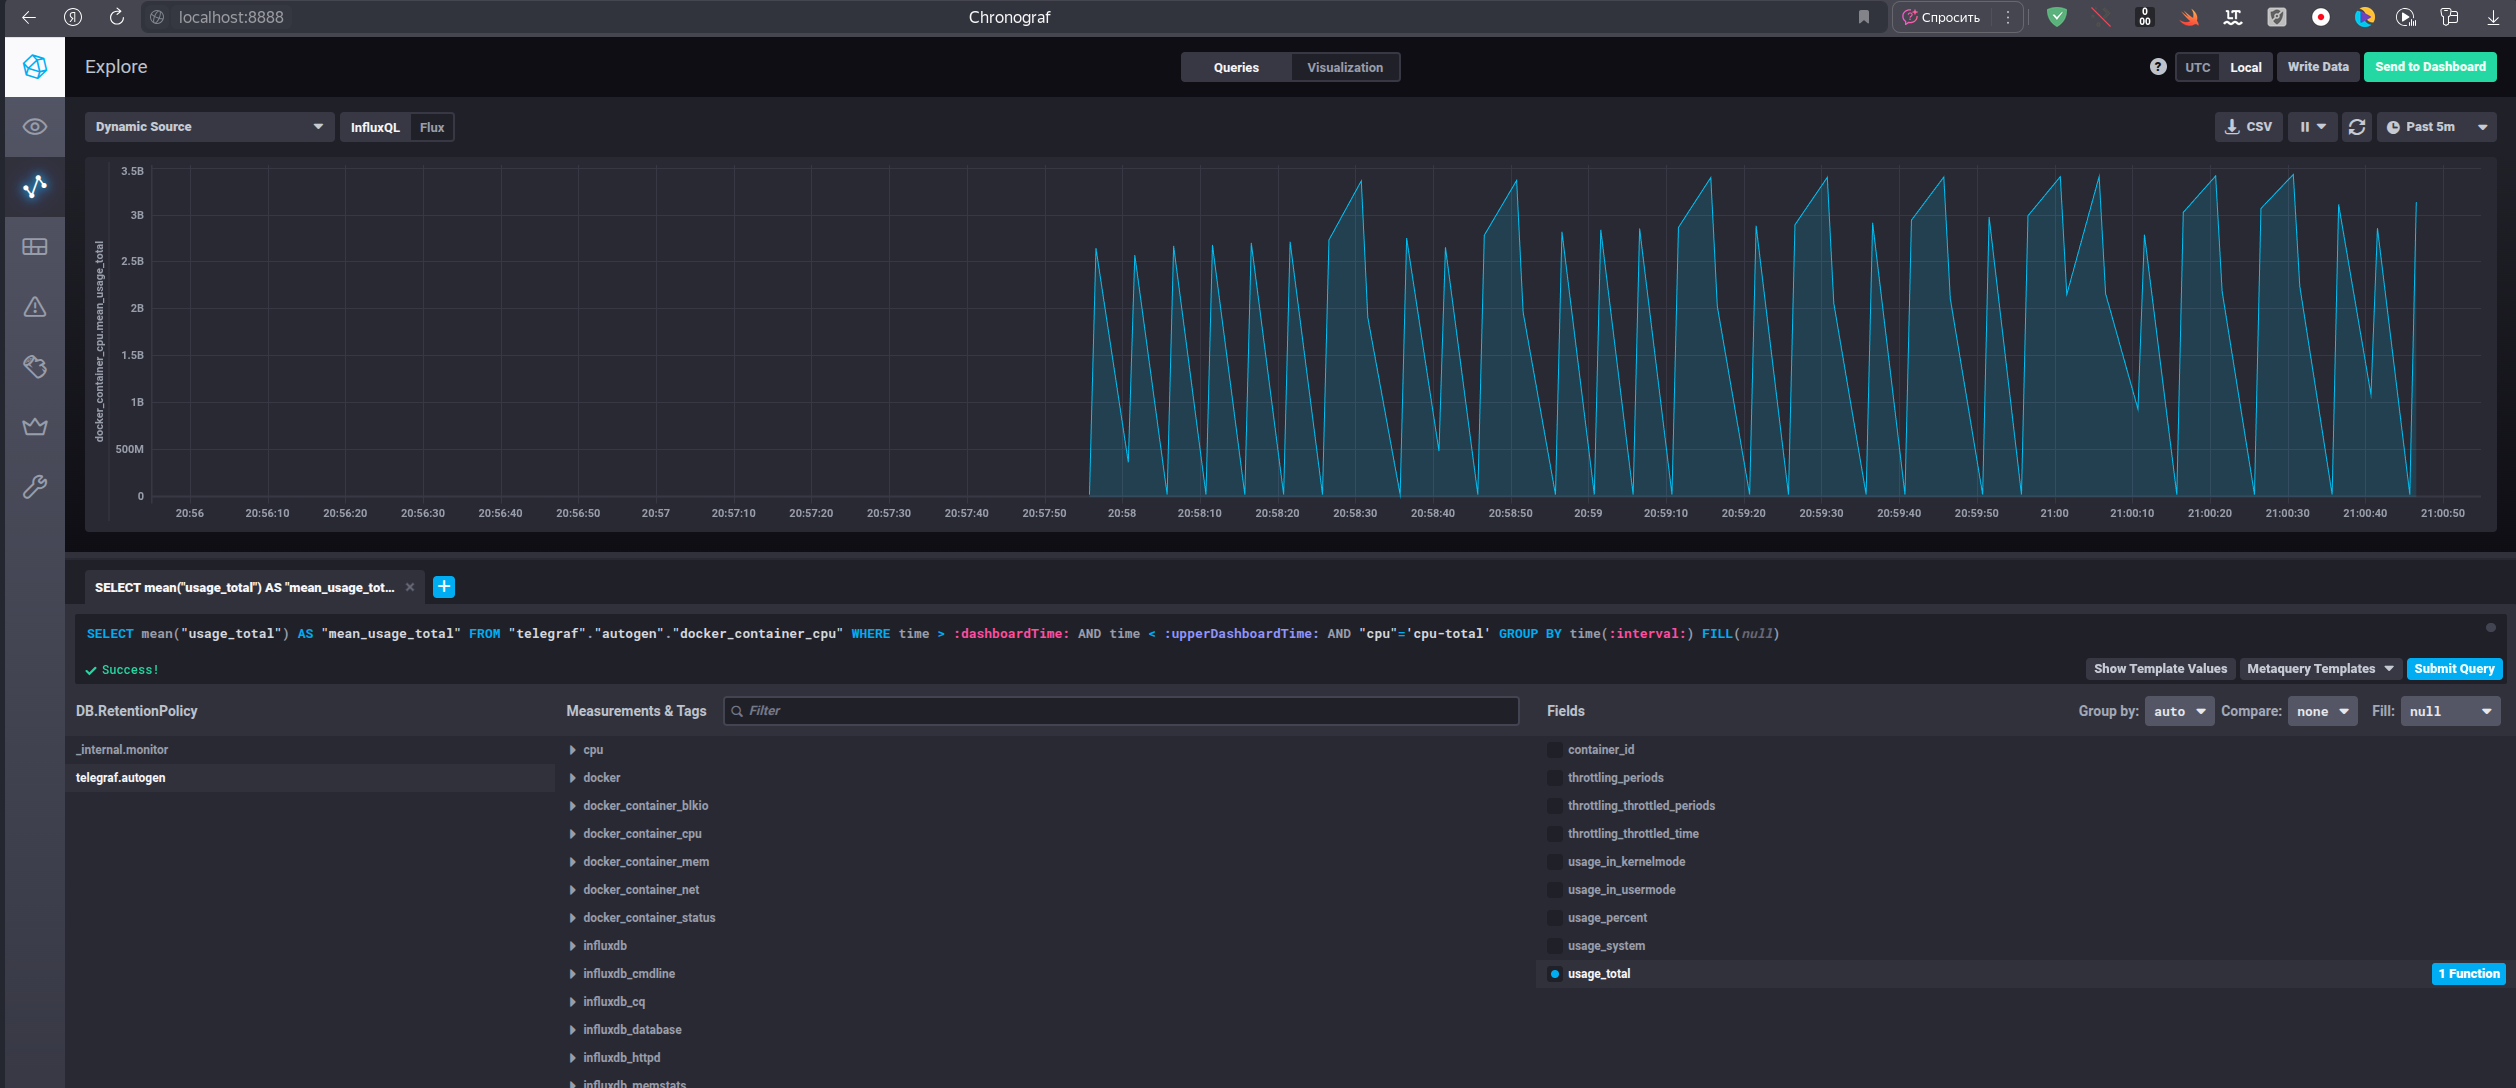 localhost:8888
Chronograf
Спросить
0
00
Explore
Queries
Visualization
UTC
Local
Write Data
Send to Dashboard
Dynamic Source
InfluxQL
Flux
CSV
Past 5m
docker_container_cpu.mean_usage_total
3.5B
3B
2.5B
2B
1.5B
1B
500M
0
20:56
20:56:10
20:56:20
20:56:30
20:56:40
20:56:50
20:57
20:57:10
20:57:20
20:57:30
20:57:40
20:57:50
20:58
20:58:10
20:58:20
20:58:30
20:58:40
20:58:50
20:59
20:59:10
20:59:20
20:59:30
20:59:40
20:59:50
21:00
21:00:10
21:00:20
21:00:30
21:00:40
21:00:50
SELECT mean("usage_total") AS "mean_usage_tot...
SELECT mean("usage_total") AS "mean_usage_total" FROM "telegraf"."autogen"."docker_container_cpu" WHERE time > :dashboardTime: AND time < :upperDashboardTime: AND "cpu"='cpu-total' GROUP BY time(:interval:) FILL(null)
Success!
Show Template Values
Metaquery Templates
Submit Query
DB.RetentionPolicy
Measurements & Tags
Filter
Fields
Group by:
auto
Compare:
none
Fill:
null
_internal.monitor
telegraf.autogen
cpu
docker
docker_container_blkio
docker_container_cpu
docker_container_mem
docker_container_net
docker_container_status
influxdb
influxdb_cmdline
influxdb_cq
influxdb_database
influxdb_httpd
influxdb_memstats
container_id
throttling_periods
throttling_throttled_periods
throttling_throttled_time
usage_in_kernelmode
usage_in_usermode
usage_percent
usage_system
usage_total
1 Function